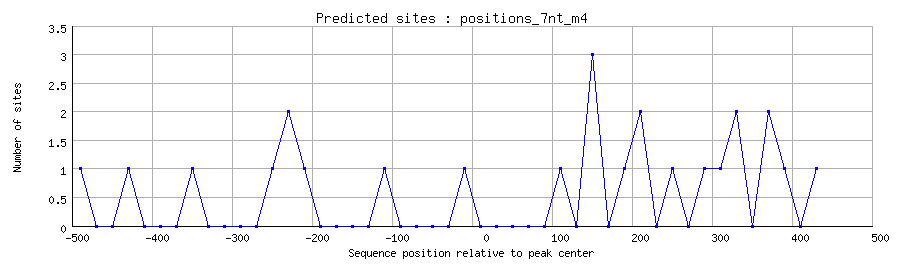 Predicted sites : positions_7nt_m4
3.5
3
2.5
2
1.5
1
0.5
0
Number of sites
-500 -400 -300 -200 -100 0 100 200 300 400 500
Sequence position relative to peak center